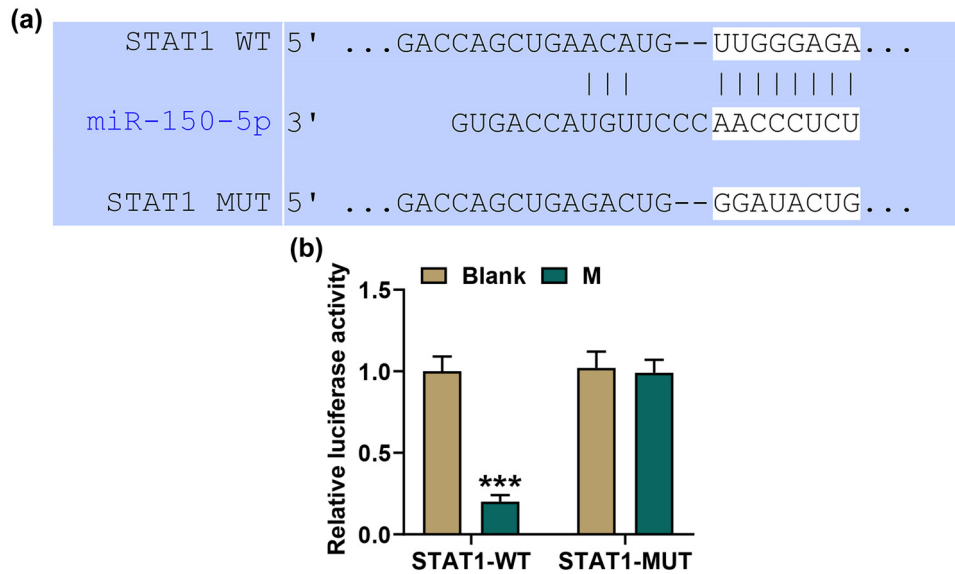 (a)
STAT1 WT 5' ...GACCAGCUGAACAUG--UUGGGAGA...
||| ||||||||
miR-150-5p 3' GUGACCAUGUUCCCAACCCUCU
STAT1 MUT 5' ...GACCAGCUGAGACUG--GGAUACUG...
(b)
Blank M
Relative luciferase activity
1.5
1.0
0.5
0.0
***
STAT1-WT STAT1-MUT